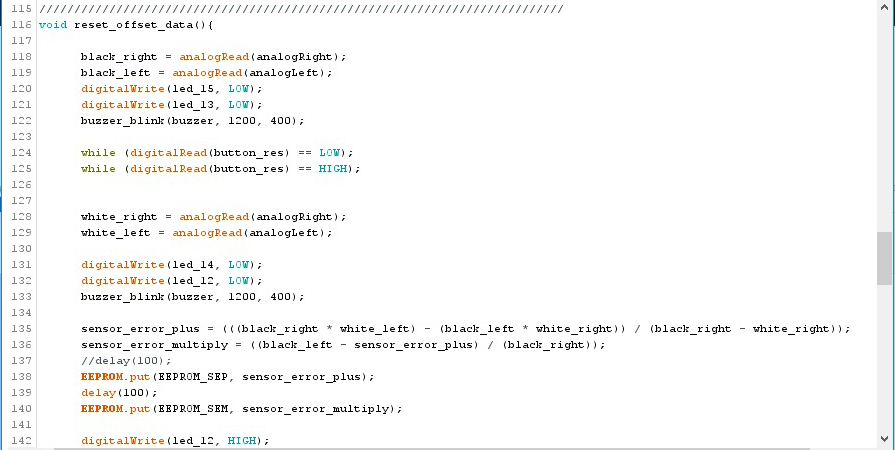 115 ///////////////////////////////////////////////////////////////////////////
116 void reset_offset_data(){
117
118 black_right = analogRead(analogRight);
119 black_left = analogRead(analogLeft);
120 digitalWrite(led_15, LOW);
121 digitalWrite(led_13, LOW);
122 buzzer_blink(buzzer, 1200, 400);
123
124 while (digitalRead(button_res) == LOW);
125 while (digitalRead(button_res) == HIGH);
126
127
128 white_right = analogRead(analogRight);
129 white_left = analogRead(analogLeft);
130
131 digitalWrite(led_14, LOW);
132 digitalWrite(led_12, LOW);
133 buzzer_blink(buzzer, 1200, 400);
134
135 sensor_error_plus = (((black_right * white_left) - (black_left * white_right)) / (black_right - white_right));
136 sensor_error_multiply = ((black_left - sensor_error_plus) / (black_right));
137 //delay(100);
138 EEPROM.put(EEPROM_SEP, sensor_error_plus);
139 delay(100);
140 EEPROM.put(EEPROM_SEM, sensor_error_multiply);
141
142 digitalWrite(led_12, HIGH);